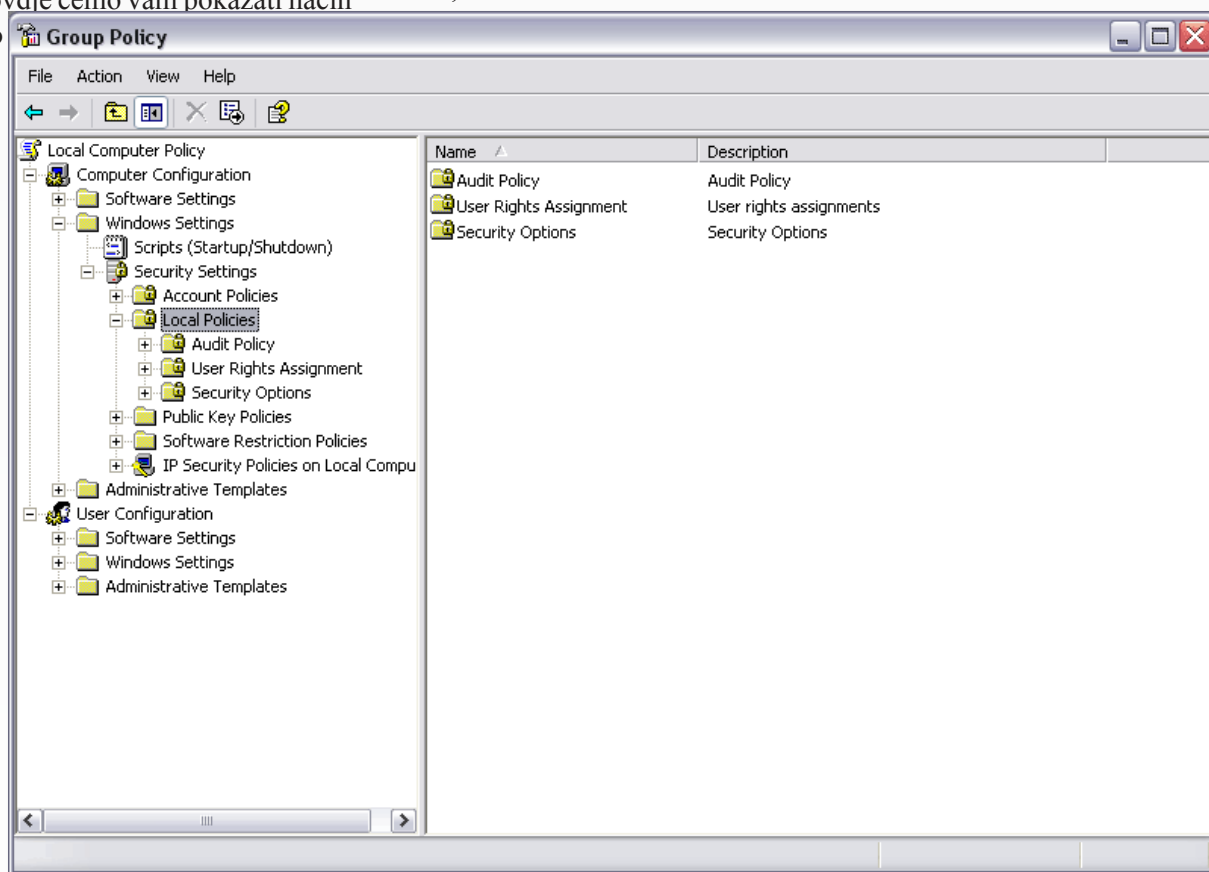 ovdje ćemo vam pokazati način
Group Policy
File Action View Help
Name Description
Local Computer Policy
Computer Configuration
Software Settings
Windows Settings
Scripts (Startup/Shutdown)
Security Settings
Account Policies
Local Policies
Audit Policy
User Rights Assignment
Security Options
Public Key Policies
Software Restriction Policies
IP Security Policies on Local Compu
Administrative Templates
User Configuration
Software Settings
Windows Settings
Administrative Templates
Audit Policy Audit Policy
User Rights Assignment User rights assignments
Security Options Security Options